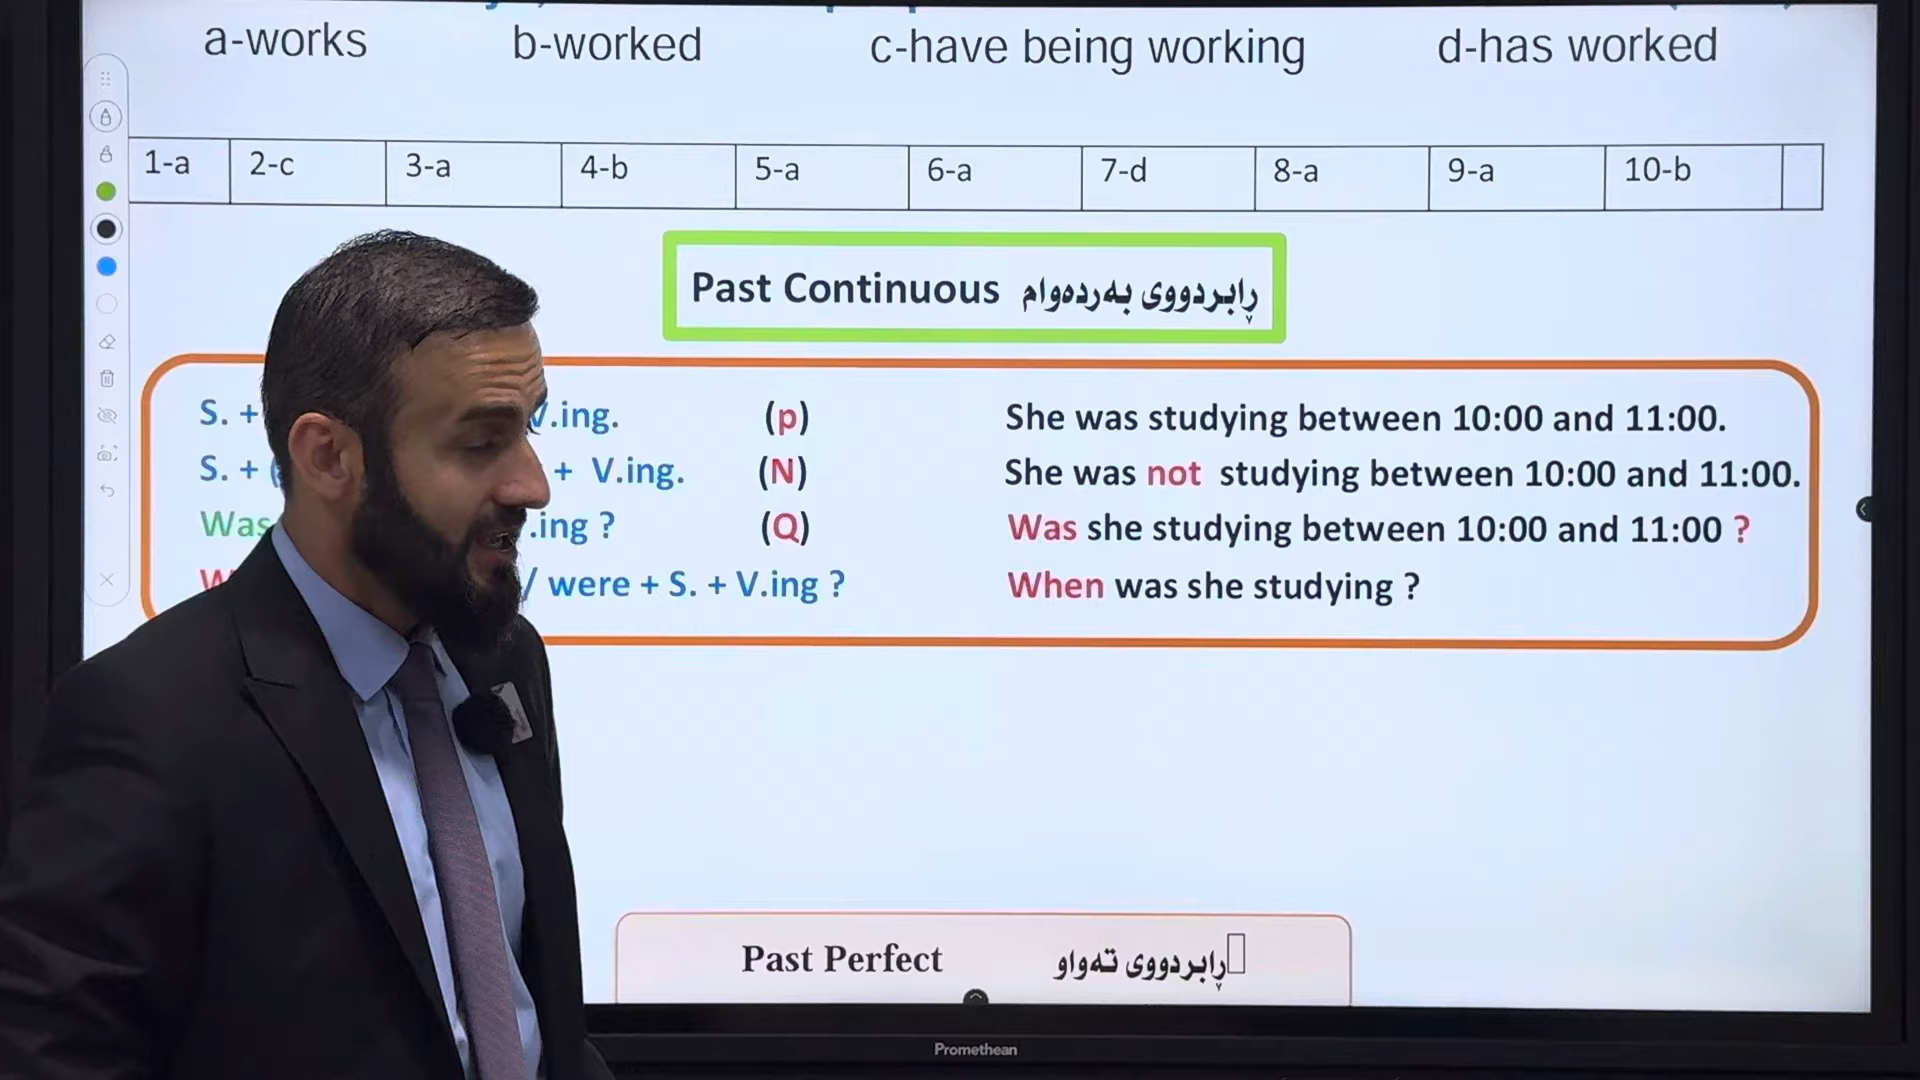 a-works b-worked c-have being working d-has worked
1-a 2-c 3-a 4-b 5-a 6-a 7-d 8-a 9-a 10-b
Past Continuous ڕابردووی بەردەوام
S. + V.ing. (p) She was studying between 10:00 and 11:00.
S. + + V.ing. (N) She was not studying between 10:00 and 11:00.
Was .ing ? (Q) Was she studying between 10:00 and 11:00 ?
/ were + S. + V.ing ? When was she studying ?
Past Perfect ڕابردووی تەواو
Promethean